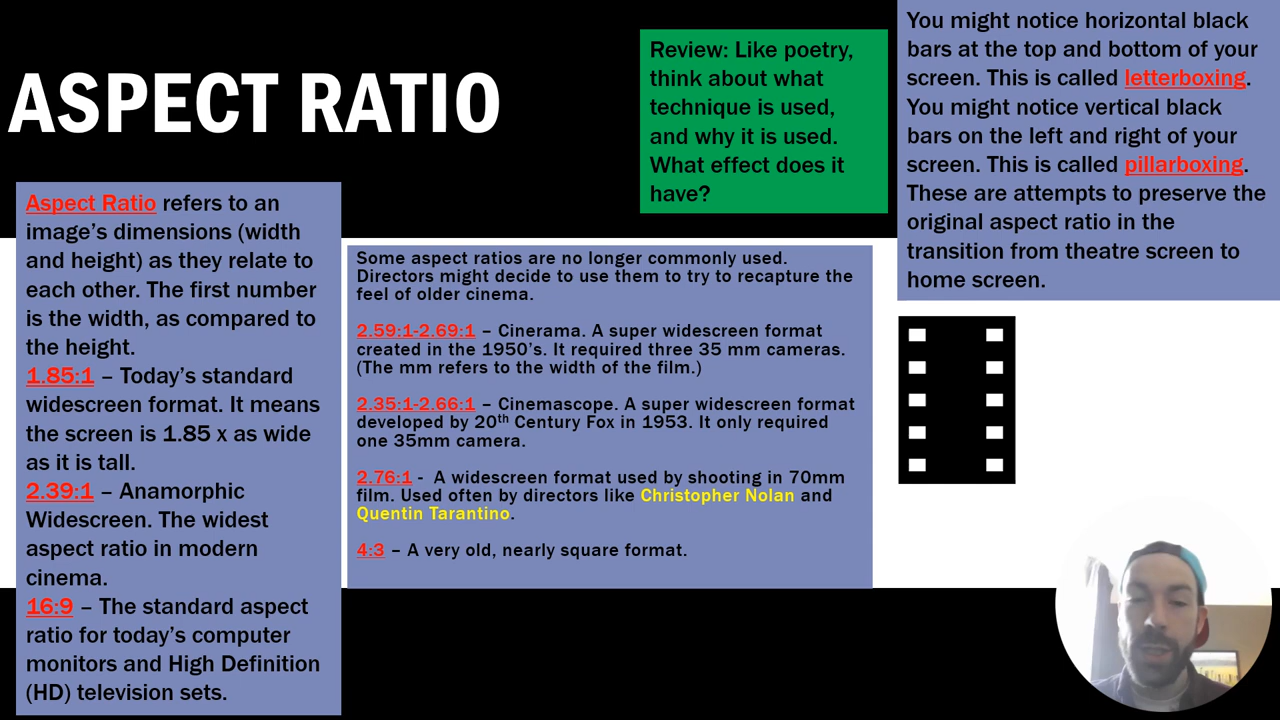 ASPECT RATIO
Aspect Ratio refers to an
image’s dimensions (width
and height) as they relate to
each other. The first number
is the width, as compared to
the height.
1.85:1 – Today’s standard
widescreen format. It means
the screen is 1.85 x as wide
as it is tall.
2.39:1 – Anamorphic
Widescreen. The widest
aspect ratio in modern
cinema.
16:9 – The standard aspect
ratio for today’s computer
monitors and High Definition
(HD) television sets.
Some aspect ratios are no longer commonly used.
Directors might decide to use them to try to recapture the
feel of older cinema.
2.59:1-2.69:1 – Cinerama. A super widescreen format
created in the 1950’s. It required three 35 mm cameras.
(The mm refers to the width of the film.)
2.35:1-2.66:1 – Cinemascope. A super widescreen format
developed by 20th Century Fox in 1953. It only required
one 35mm camera.
2.76:1 - A widescreen format used by shooting in 70mm
film. Used often by directors like Christopher Nolan and
Quentin Tarantino.
4:3 – A very old, nearly square format.
Review: Like poetry,
think about what
technique is used,
and why it is used.
What effect does it
have?
You might notice horizontal black
bars at the top and bottom of your
screen. This is called letterboxing.
You might notice vertical black
bars on the left and right of your
screen. This is called pillarboxing.
These are attempts to preserve the
original aspect ratio in the
transition from theatre screen to
home screen.